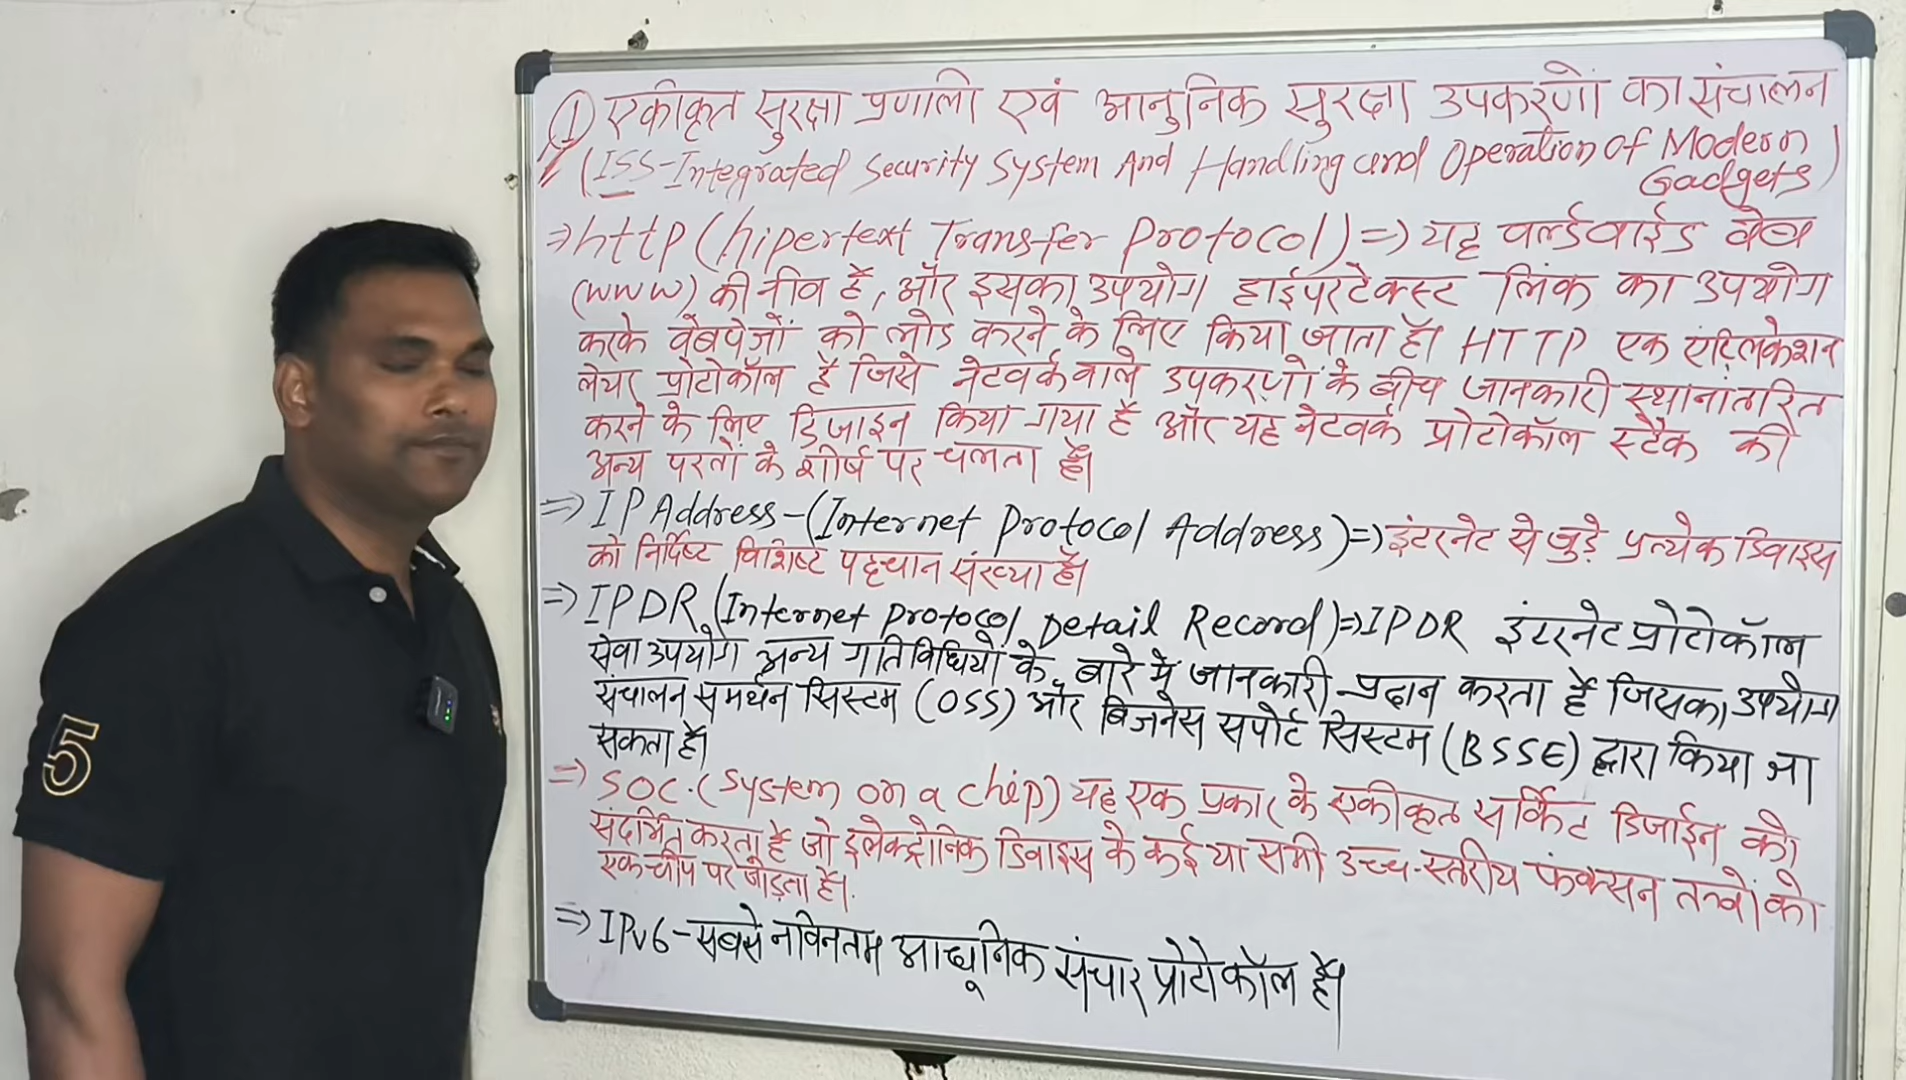 ① एकीकृत सुरक्षा प्रणाली एवं आधुनिक सुरक्षा उपकरणों का संचालन
(ISS-Integrated Security System And Handling and Operation Of Modern
Gadgets)
⇒ http (hipertext Transfer Protocol) ⇒ यह वर्ल्डवाईड वेब
(WWW) की नीव है, और इसका उपयोग हाईपरटेक्स्ट लिंक का उपयोग
करके वेबपेजों को लोड करने के लिए किया जाता है। HTTP एक एप्लिकेशन
लेयर प्रोटोकॉल है जिसे नेटवर्क वाले उपकरणों के बीच जानकारी स्थानांतरित
करने के लिए डिजाइन किया गया है और यह नेटवर्क प्रोटोकॉल स्टैक की
अन्य परतों के शीर्ष पर चलता है।
⇒ IP Address-(Internet Protocol Address)⇒ इंटरनेट से जुड़े प्रत्येक डिवाइस
को निर्दिष्ट विशिष्ट पहचान संख्या है।
⇒ IPDR (Internet Protocol Detail Record)⇒IPDR इंटरनेट प्रोटोकॉल
सेवा उपयोग अन्य गतिविधियों के बारे में जानकारी प्रदान करता है जिसका उपयोग
संचालन समर्थन सिस्टम (OSS) और बिजनेस सपोर्ट सिस्टम (BSSE) द्वारा किया जा
सकता है।
⇒ SOC. (System on a chip) यह एक प्रकार के एकीकृत सर्किट डिजाईन को
संदर्भित करता है जो इलेक्ट्रोनिक डिवाइस के कई या सभी उच्च-स्तरीय फंक्सन तत्वों को
एक चीप पर जोड़ता है।.
⇒ IPv6-सबसे नविनतम आधूनिक संचार प्रोटोकॉल है।
5